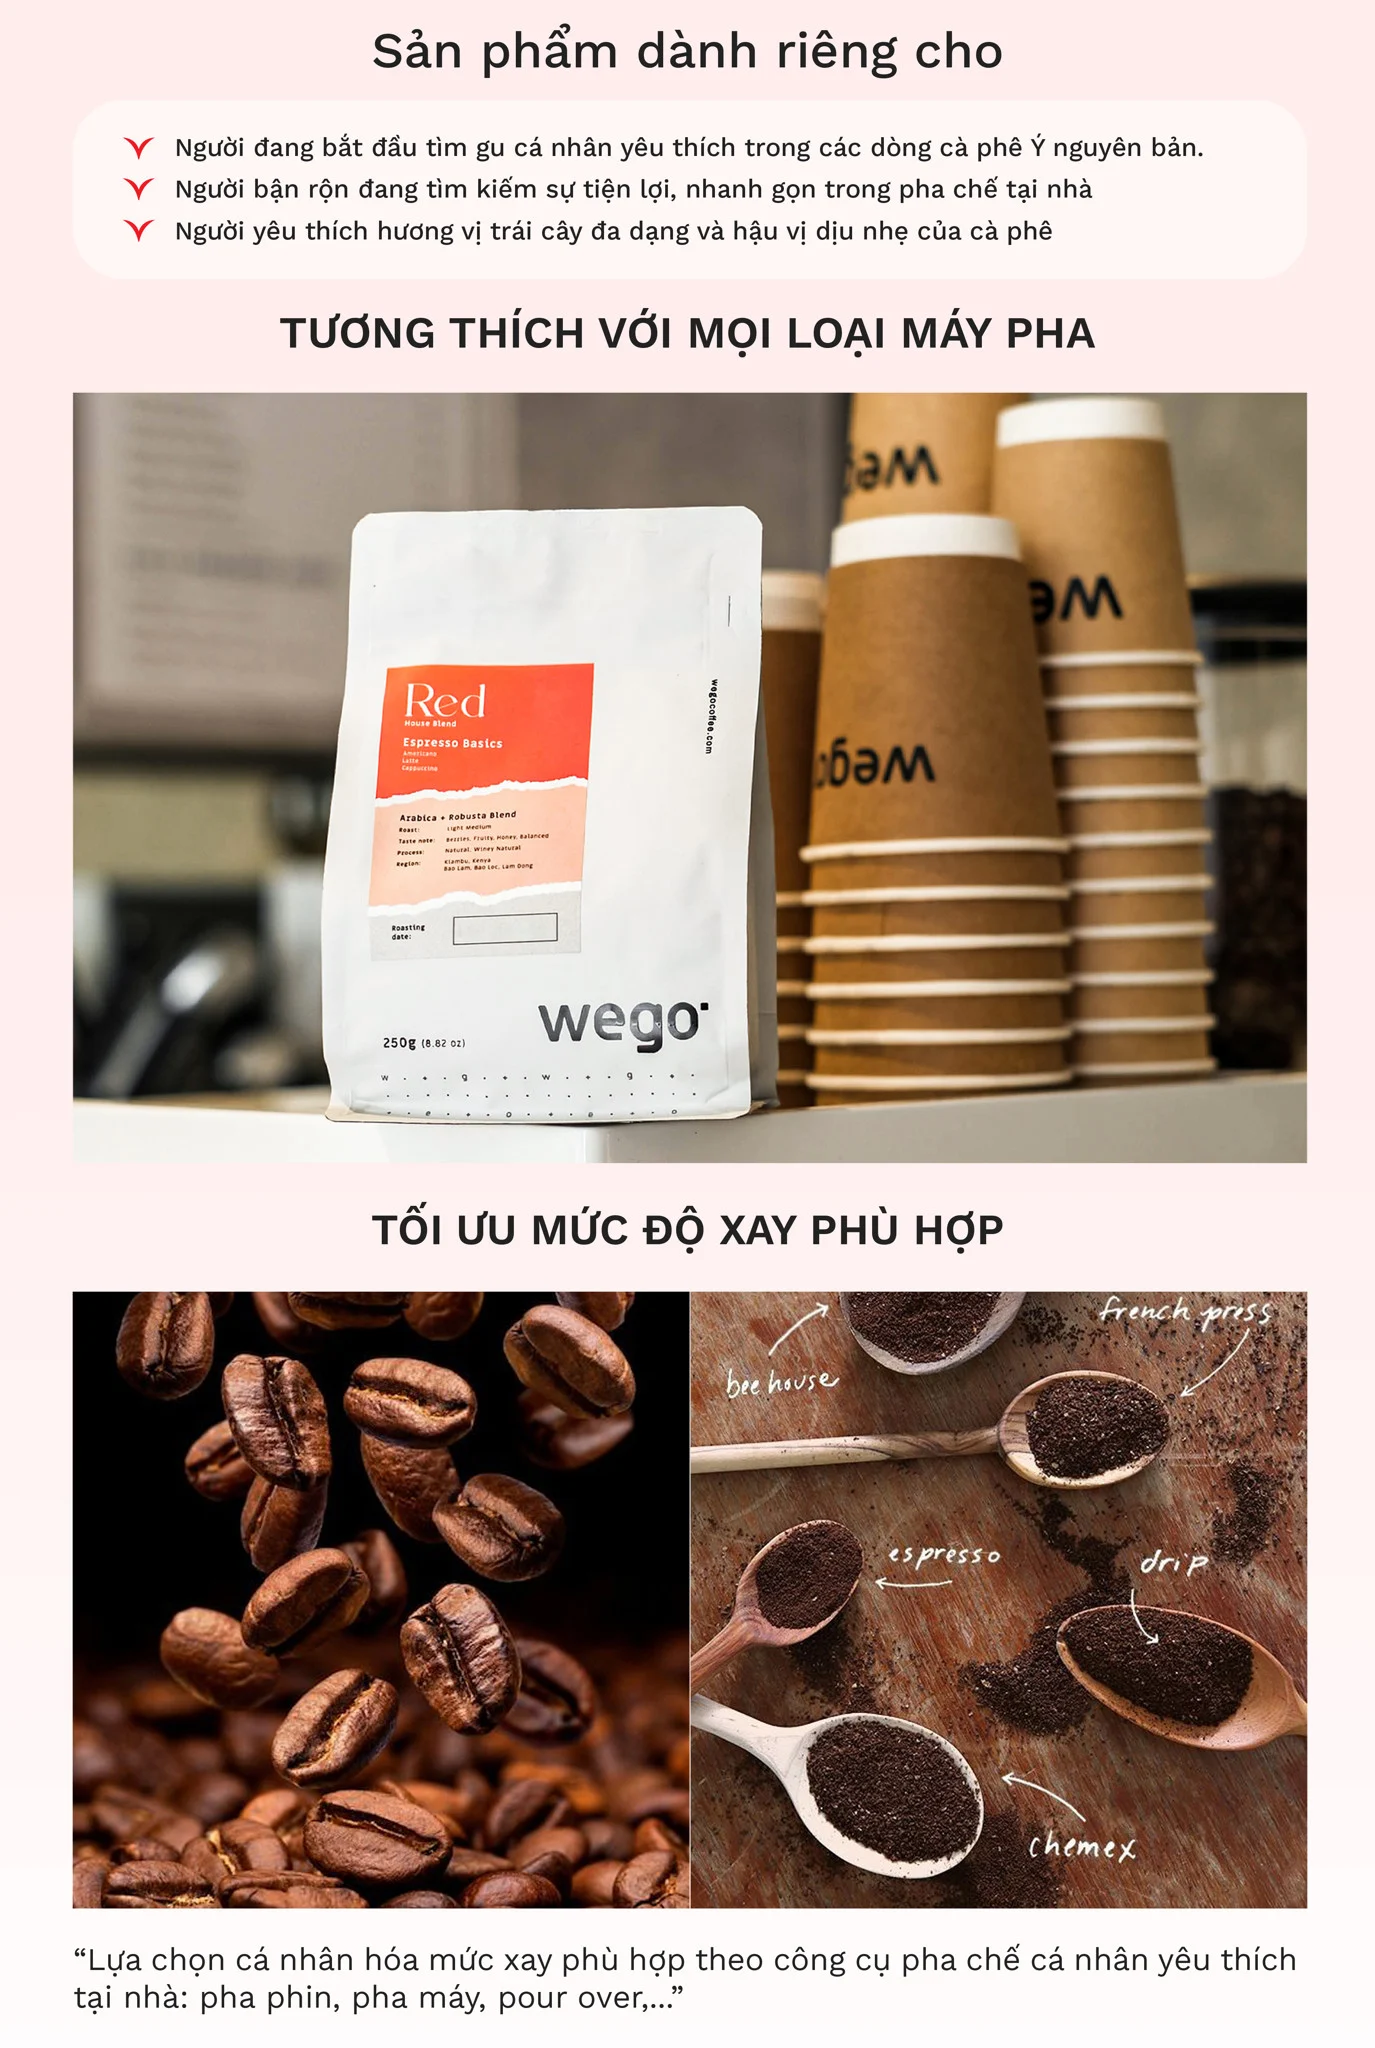 Sản phẩm dành riêng cho
Người đang bắt đầu tìm gu cá nhân yêu thích trong các dòng cà phê Ý nguyên bản.
Người bận rộn đang tìm kiếm sự tiện lợi, nhanh gọn trong pha chế tại nhà
Người yêu thích hương vị trái cây đa dạng và hậu vị dịu nhẹ của cà phê
TƯƠNG THÍCH VỚI MỌI LOẠI MÁY PHA
weg
we
wego
wegocoffee.com
Red
House Blend
Espresso Basics
Americano
Latte
Cappuccino
Arabica + Robusta Blend
Roast: Light Medium
Taste note: Berries, Fruity, Honey, Balanced
Process: Natural, Winey Natural
Region: Kiambu, Kenya
Bao Lam, Bao Loc, Lam Dong
Roasting
date:
wego
250g (8.82 oz)
w · + · g · + · w · + · g · + ·
· e · + · o · + · e · + · o
TỐI ƯU MỨC ĐỘ XAY PHÙ HỢP
french press
bee house
espresso
drip
chemex
“Lựa chọn cá nhân hóa mức xay phù hợp theo công cụ pha chế cá nhân yêu thích
tại nhà: pha phin, pha máy, pour over,...”